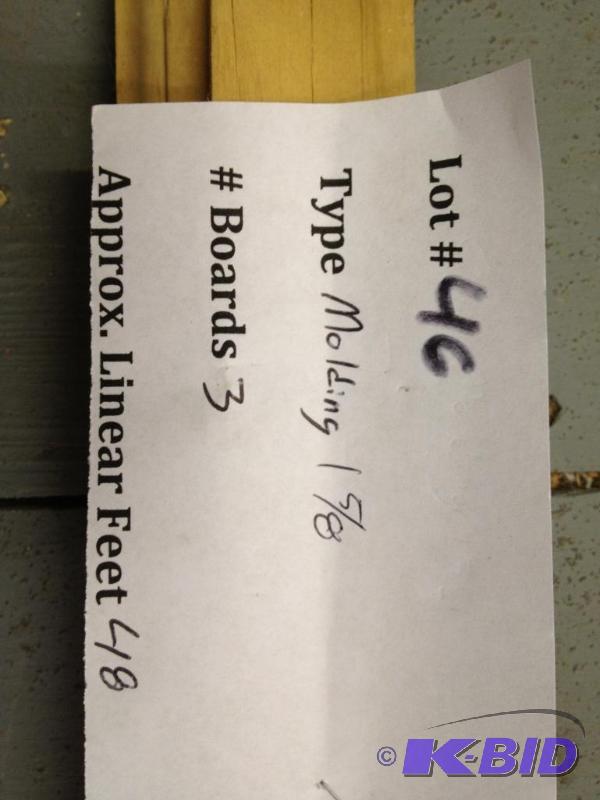 Lot # 46
Type Molding 1 5/8
# Boards 3
Approx. Linear Feet 48
© K-BID